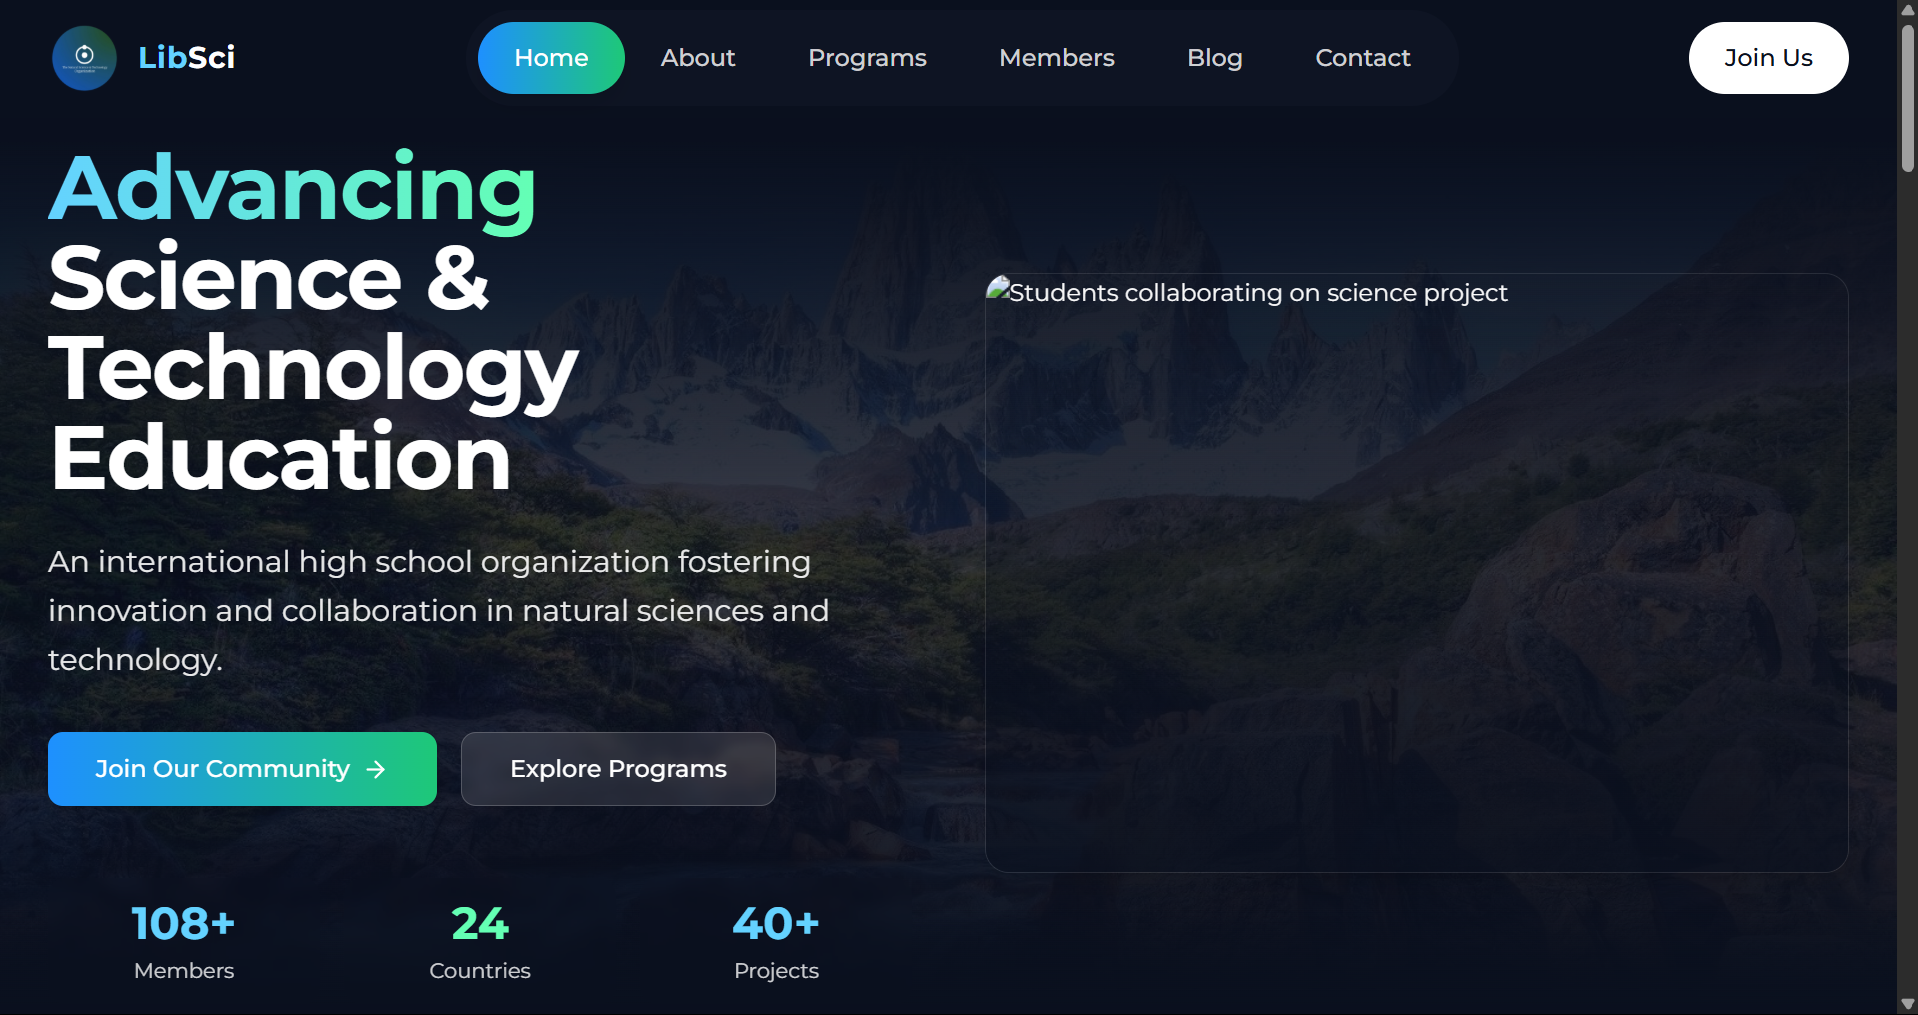 LibSci
Home
About
Programs
Members
Blog
Contact
Join Us
Advancing
Science &
Technology
Education
An international high school organization fostering
innovation and collaboration in natural sciences and
technology.
Join Our Community →
Explore Programs
108+
Members
24
Countries
40+
Projects
Students collaborating on science project